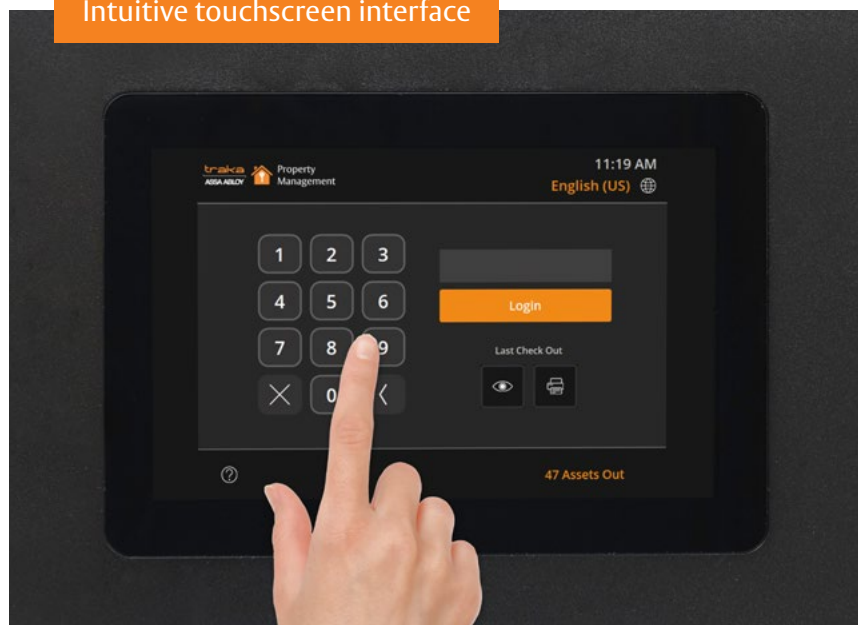 Intuitive touchscreen interface
traka
ASSA ABLOY
Property
Management
11:19 AM
English (US)
1 2 3
Login
4 5 6
7 8 9
Last Check Out
0
47 Assets Out